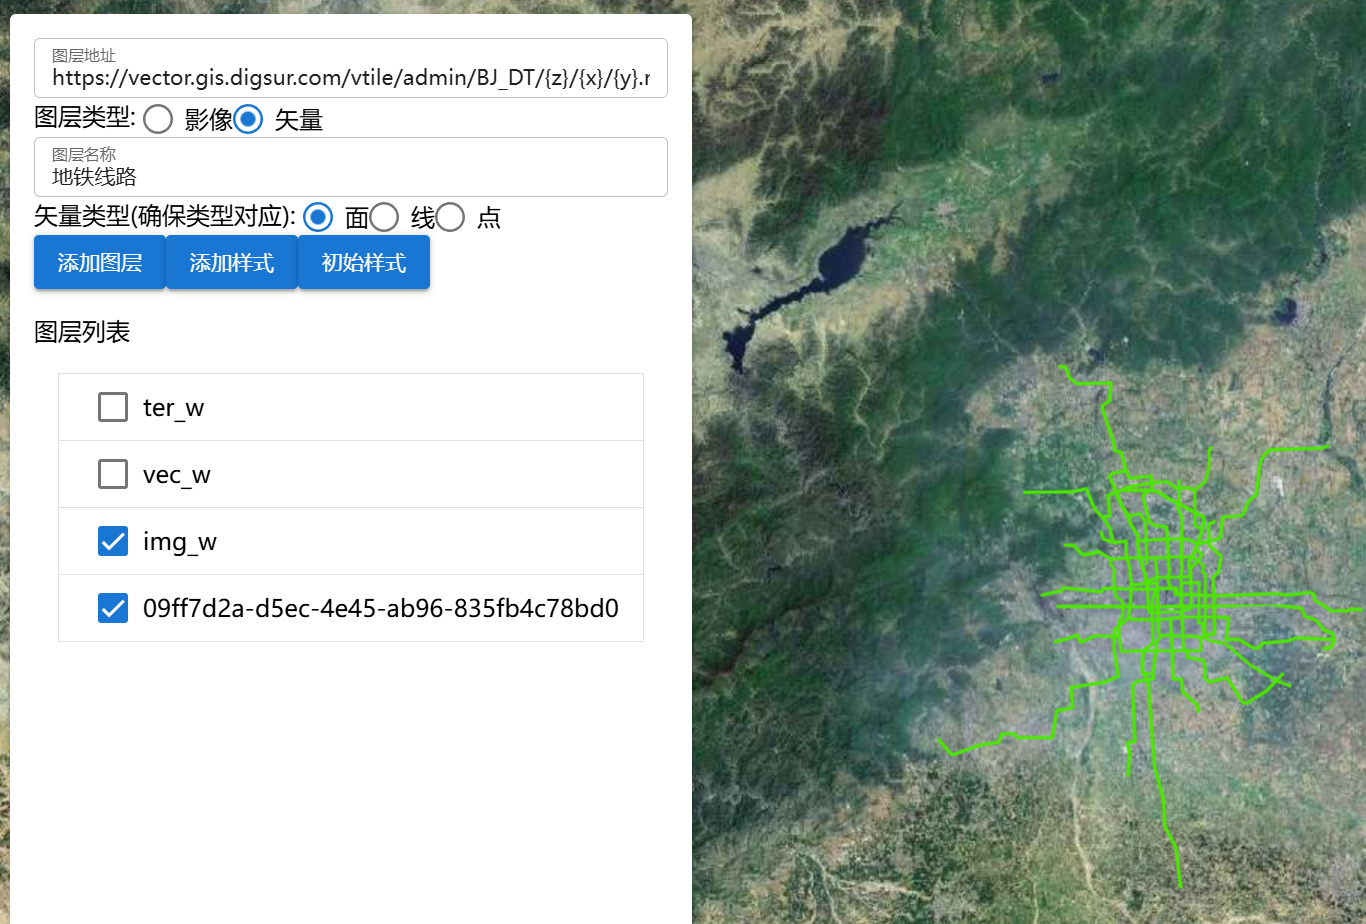 图层地址
https://vector.gis.digsur.com/vtile/admin/BJ_DT/{z}/{x}/{y}.r
图层类型: 影像 矢量
图层名称
地铁线路
矢量类型(确保类型对应): 面 线 点
添加图层 添加样式 初始样式
图层列表
ter_w
vec_w
img_w
09ff7d2a-d5ec-4e45-ab96-835fb4c78bd0